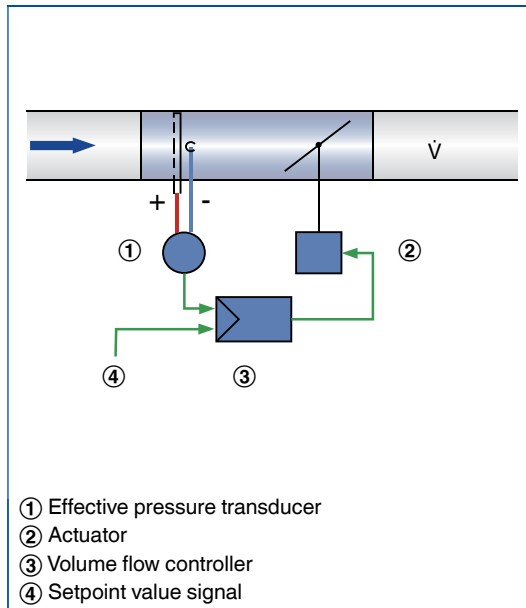 V̇
+ -
① ②
④ ③
① Effective pressure transducer
② Actuator
③ Volume flow controller
④ Setpoint value signal